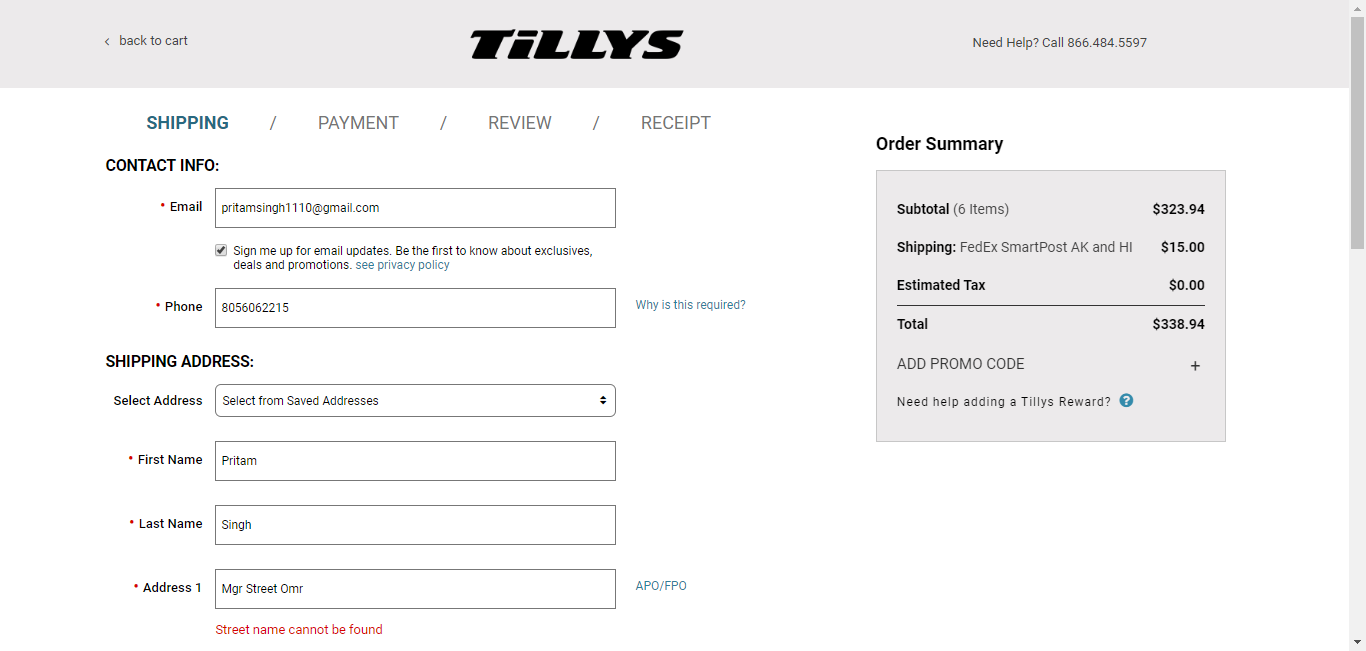 back to cart
TiLLYS
Need Help? Call 866.484.5597
SHIPPING / PAYMENT / REVIEW / RECEIPT
CONTACT INFO:
• Email
pritamsingh1110@gmail.com
Sign me up for email updates. Be the first to know about exclusives,
deals and promotions. see privacy policy
• Phone
8056062215
Why is this required?
SHIPPING ADDRESS:
Select Address
Select from Saved Addresses
• First Name
Pritam
• Last Name
Singh
• Address 1
Mgr Street Omr
APO/FPO
Street name cannot be found
Order Summary
Subtotal (6 Items) $323.94
Shipping: FedEx SmartPost AK and HI $15.00
Estimated Tax $0.00
Total $338.94
ADD PROMO CODE +
Need help adding a Tillys Reward? ?